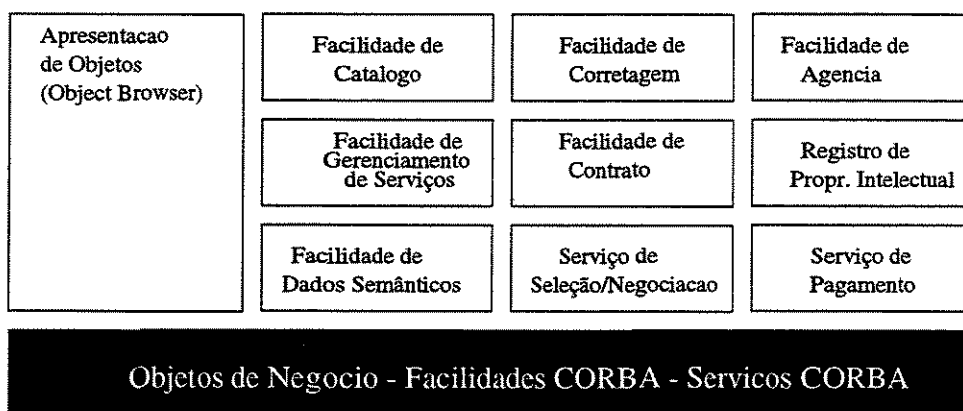 Apresentacao
de Objetos
(Object Browser)
Facilidade de
Catalogo
Facilidade de
Corretagem
Facilidade de
Agencia
Facilidade de
Gerenciamento
de Serviços
Facilidade de
Contrato
Registro de
Propr. Intelectual
Facilidade de
Dados Semânticos
Serviço de
Seleção/Negociacao
Serviço de
Pagamento
Objetos de Negocio - Facilidades CORBA - Servicos CORBA